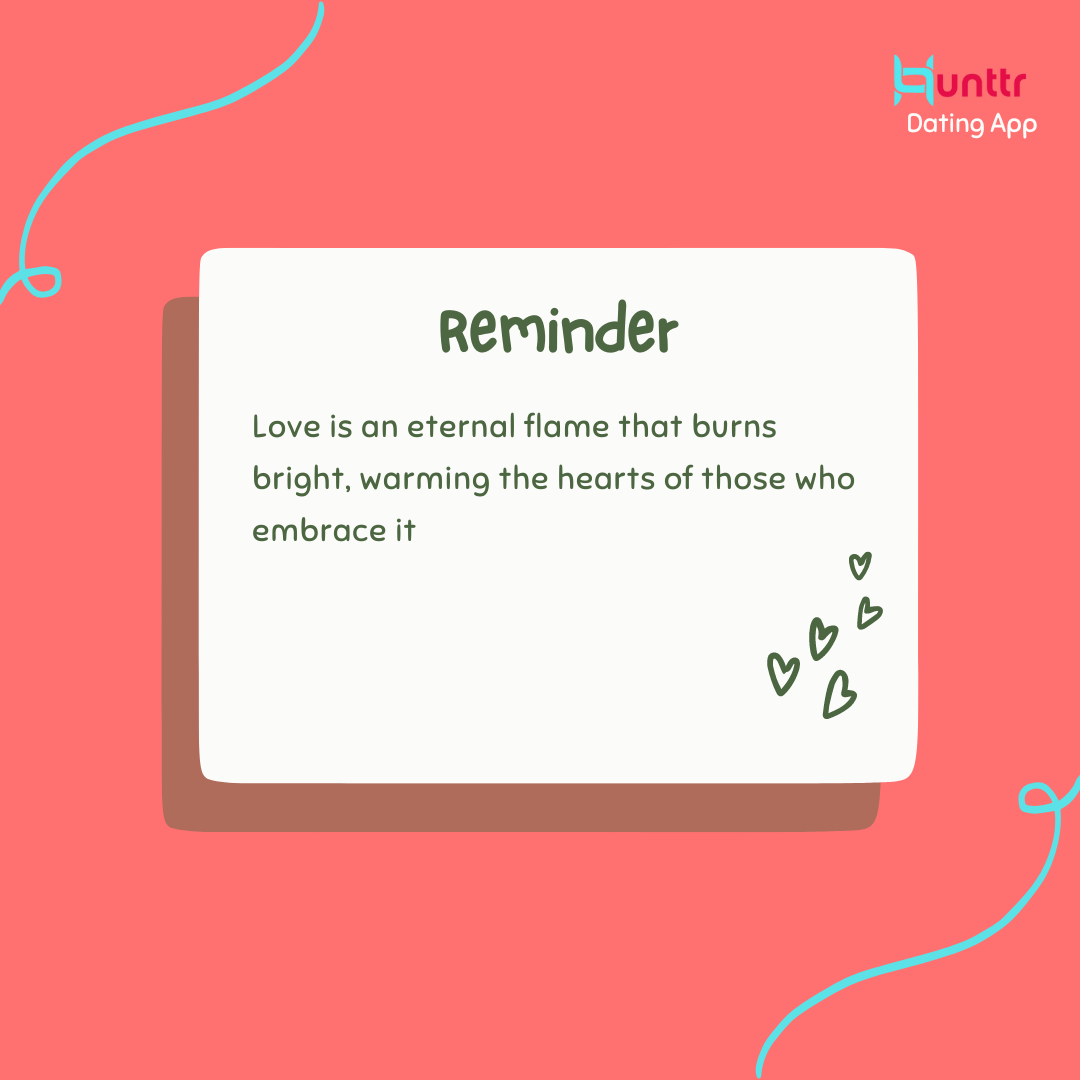 Hunttr
Dating App
Reminder
Love is an eternal flame that burns
bright, warming the hearts of those who
embrace it